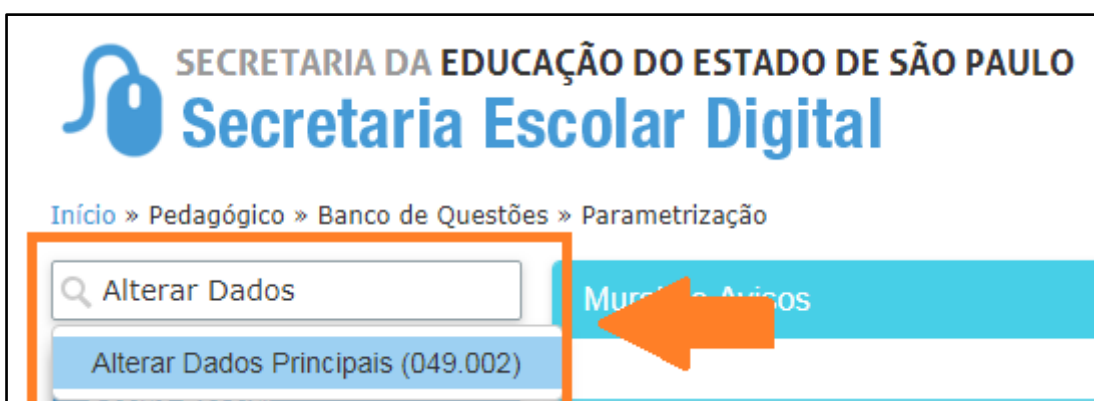 SECRETARIA DA EDUCAÇÃO DO ESTADO DE SÃO PAULO
Secretaria Escolar Digital
Início » Pedagógico » Banco de Questões » Parametrização
Alterar Dados
Avisos
Alterar Dados Principais (049.002)